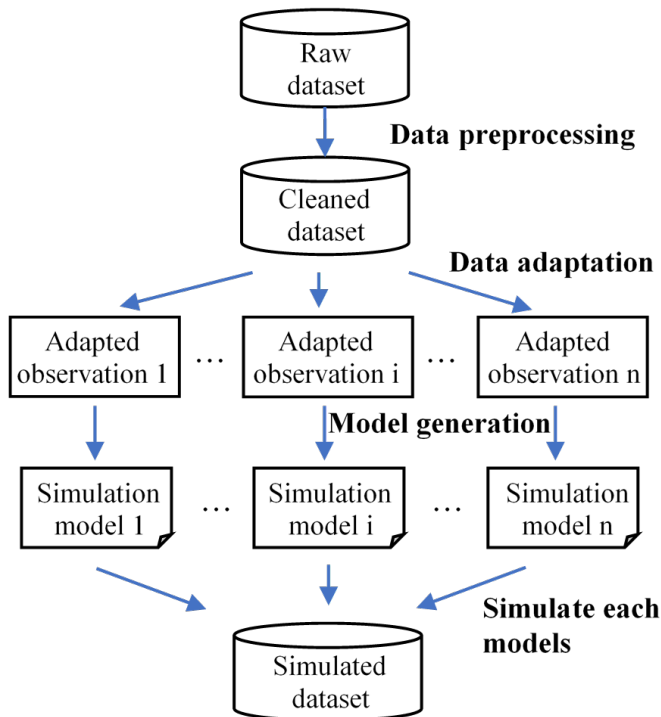 Raw
dataset
Data preprocessing
Cleaned
dataset
Data adaptation
Adapted
observation 1
...
Adapted
observation i
...
Adapted
observation n
Model generation
Simulation
model 1
...
Simulation
model i
...
Simulation
model n
Simulate each
models
Simulated
dataset